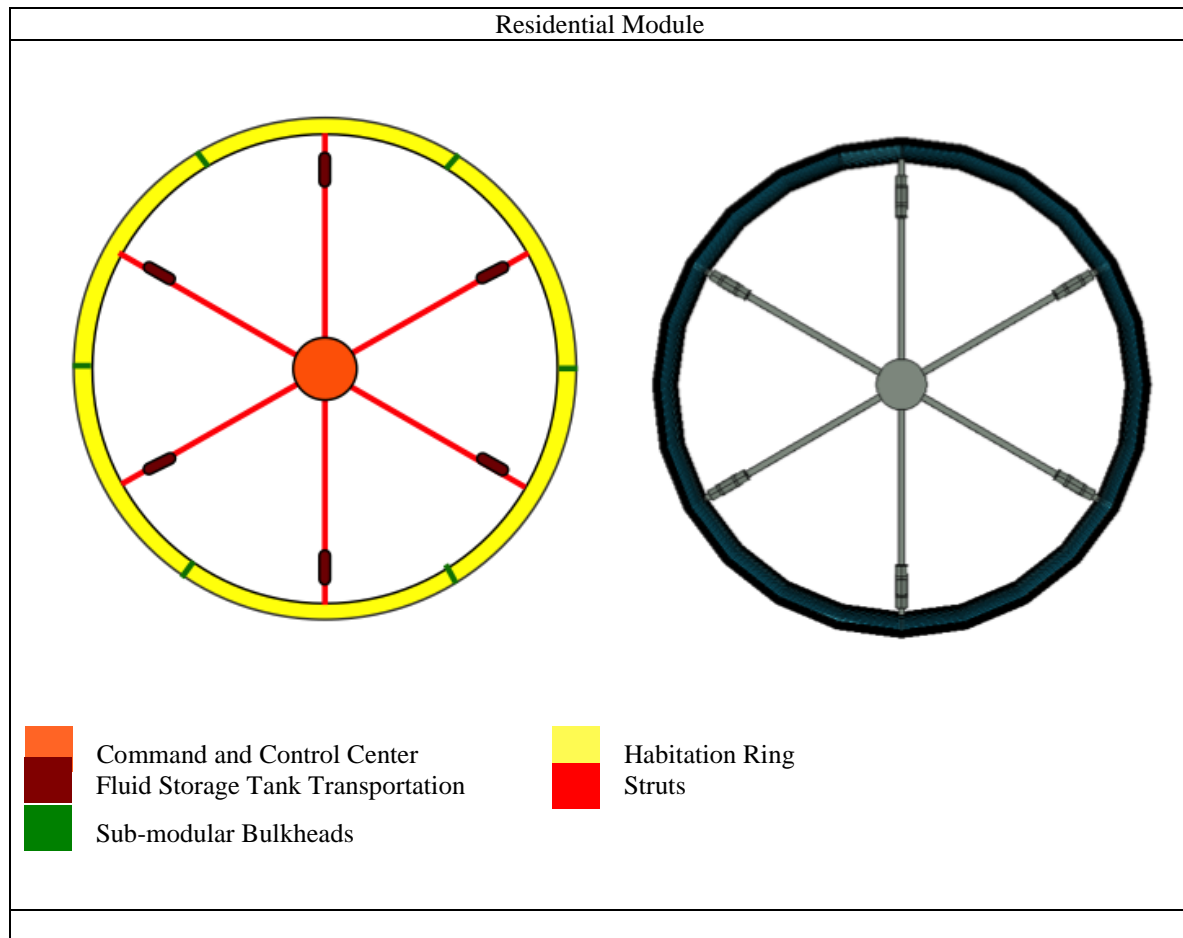 Residential Module
Command and Control Center
Fluid Storage Tank Transportation
Sub-modular Bulkheads
Habitation Ring
Struts